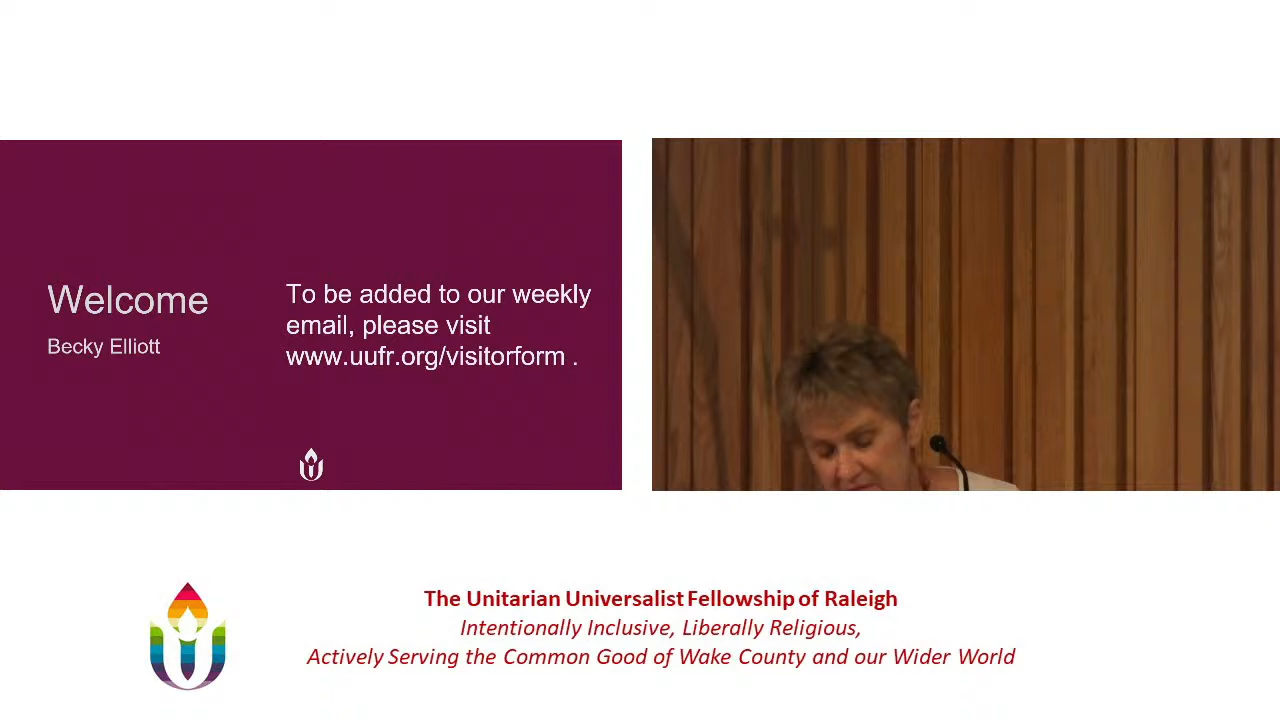 Welcome
Becky Elliott
To be added to our weekly
email, please visit
www.uufr.org/visitorform .
The Unitarian Universalist Fellowship of Raleigh
Intentionally Inclusive, Liberally Religious,
Actively Serving the Common Good of Wake County and our Wider World